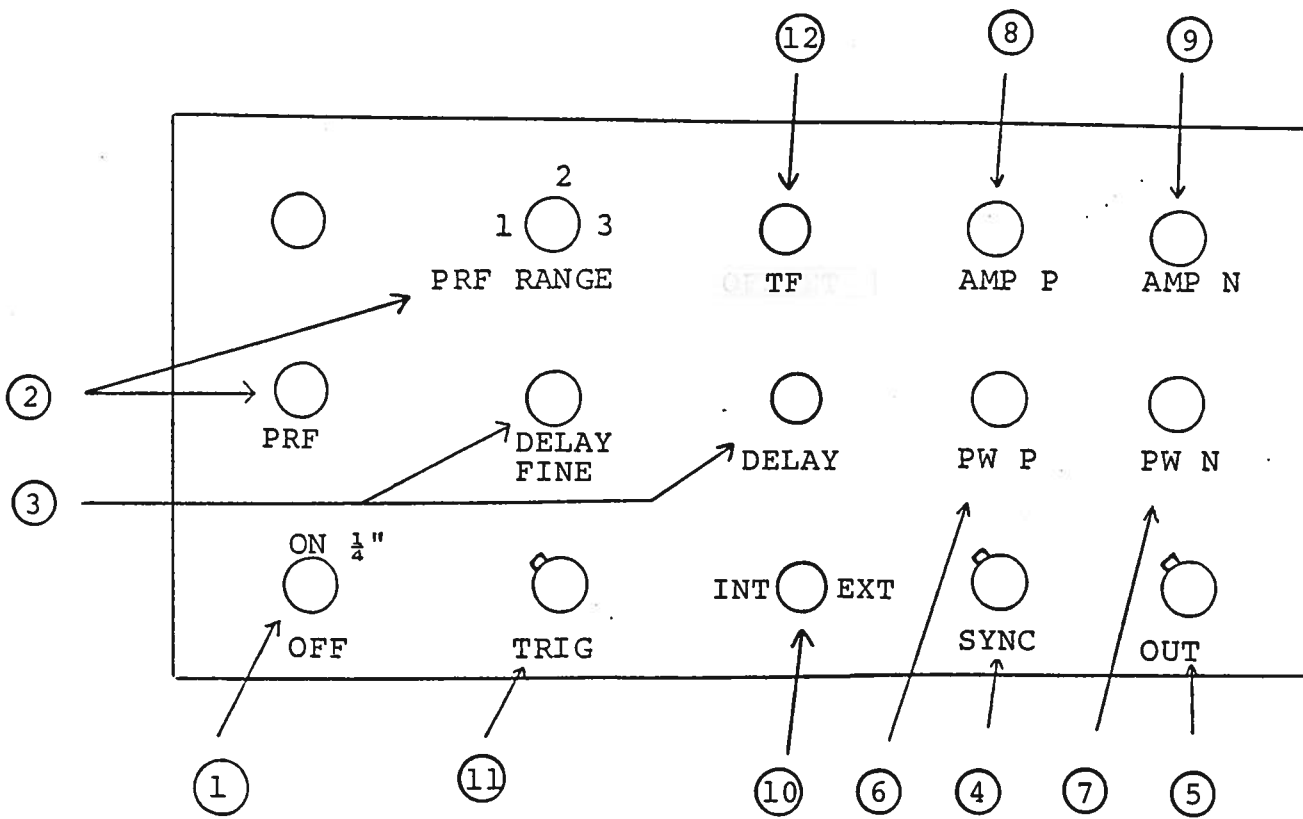 12 8 9
2
1 3
PRF RANGE TF AMP P AMP N
2
PRF DELAY FINE DELAY PW P PW N
3
ON ¼"
INT EXT
OFF TRIG SYNC OUT
1 11 10 6 4 7 5